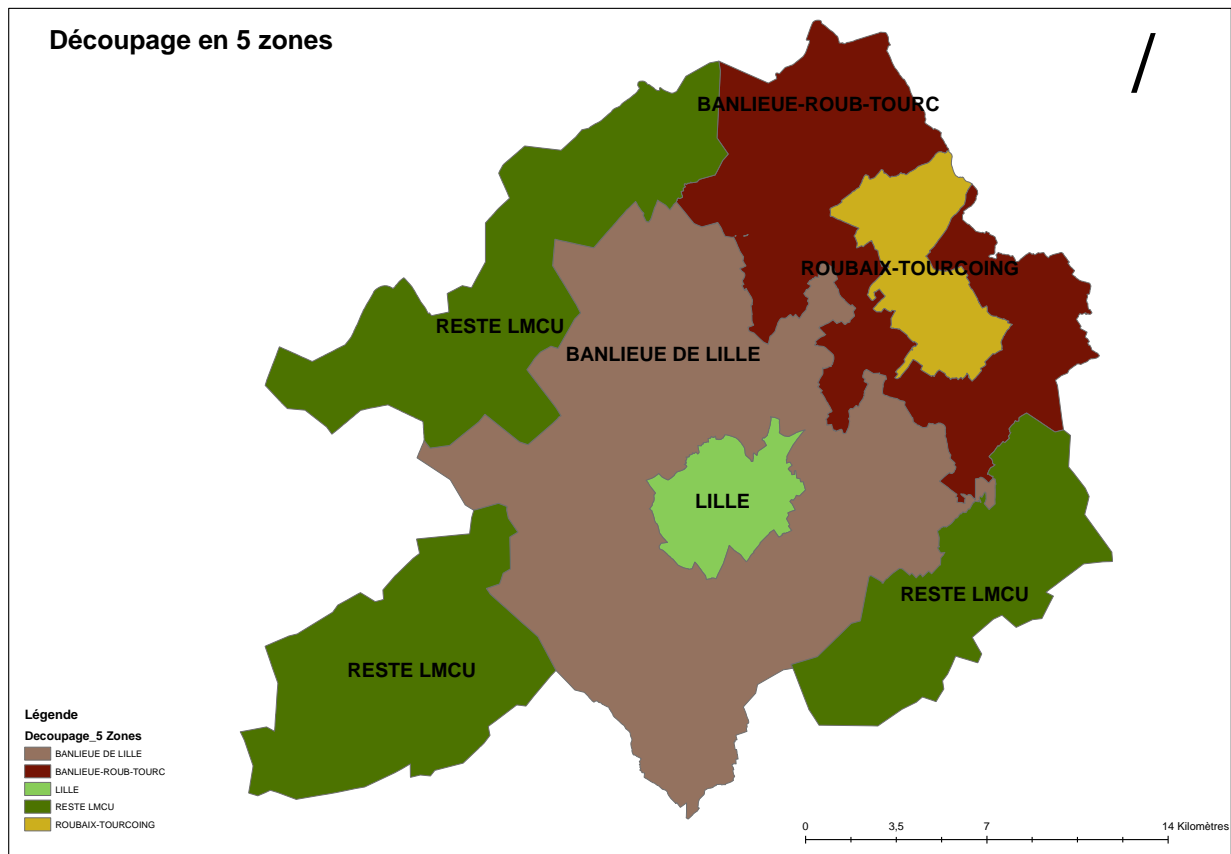 Découpage en 5 zones
/
BANLIEUE-ROUB-TOURC
ROUBAIX-TOURCOING
RESTE LMCU
BANLIEUE DE LILLE
LILLE
RESTE LMCU
RESTE LMCU
Légende
Decoupage_5 Zones
BANLIEUE DE LILLE
BANLIEUE-ROUB-TOURC
LILLE
RESTE LMCU
ROUBAIX-TOURCOING
0 3,5 7 14 Kilomètres